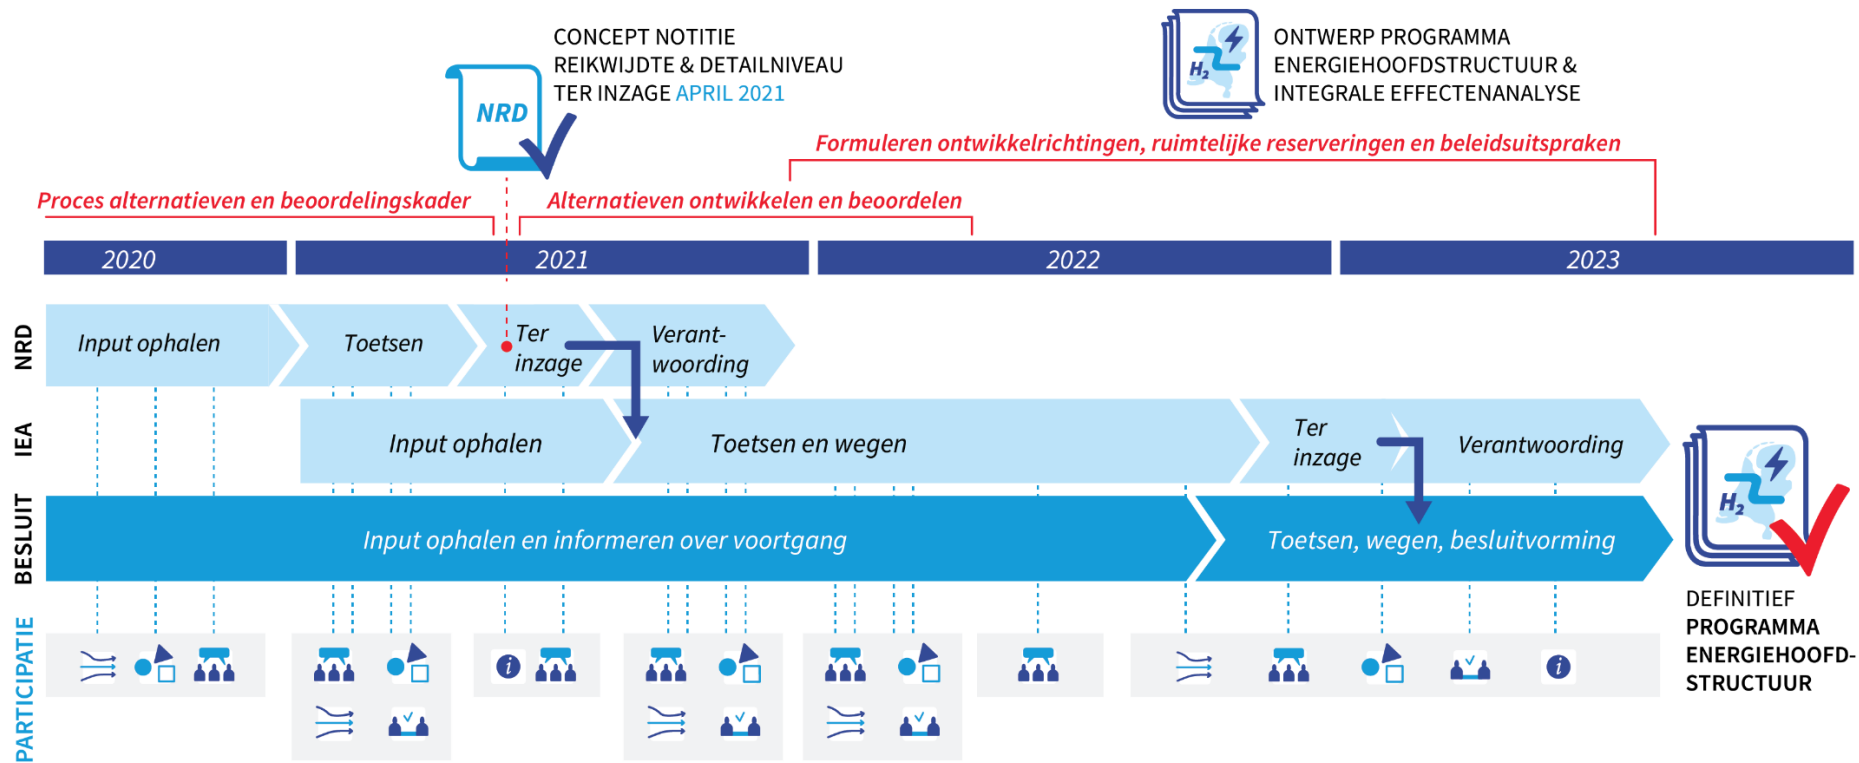 CONCEPT NOTITIE
REIKWIJDTE & DETAILNIVEAU
TER INZAGE APRIL 2021
NRD
ONTWERP PROGRAMMA
ENERGIEHOOFDSTRUCTUUR &
INTEGRALE EFFECTENANALYSE
H2
Formuleren ontwikkelrichtingen, ruimtelijke reserveringen en beleidsuitspraken
Proces alternatieven en beoordelingskader
Alternatieven ontwikkelen en beoordelen
2020
2021
2022
2023
NRD
Input ophalen
Toetsen
Ter
inzage
Verant-
woording
IEA
Input ophalen
Toetsen en wegen
Ter
inzage
Verantwoording
BESLUIT
Input ophalen en informeren over voortgang
Toetsen, wegen, besluitvorming
H2
DEFINITIEF
PROGRAMMA
ENERGIEHOOFD-
STRUCTUUR
PARTICIPATIE
i
i